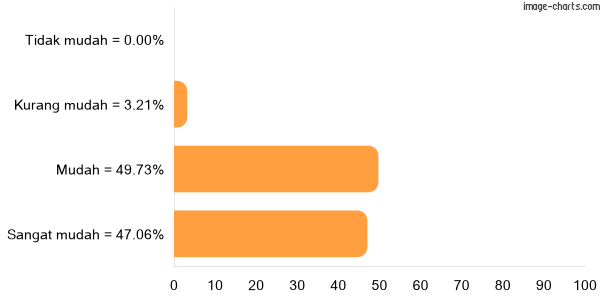 image-charts.com
Tidak mudah = 0.00%
Kurang mudah = 3.21%
Mudah = 49.73%
Sangat mudah = 47.06%
0 10 20 30 40 50 60 70 80 90 100